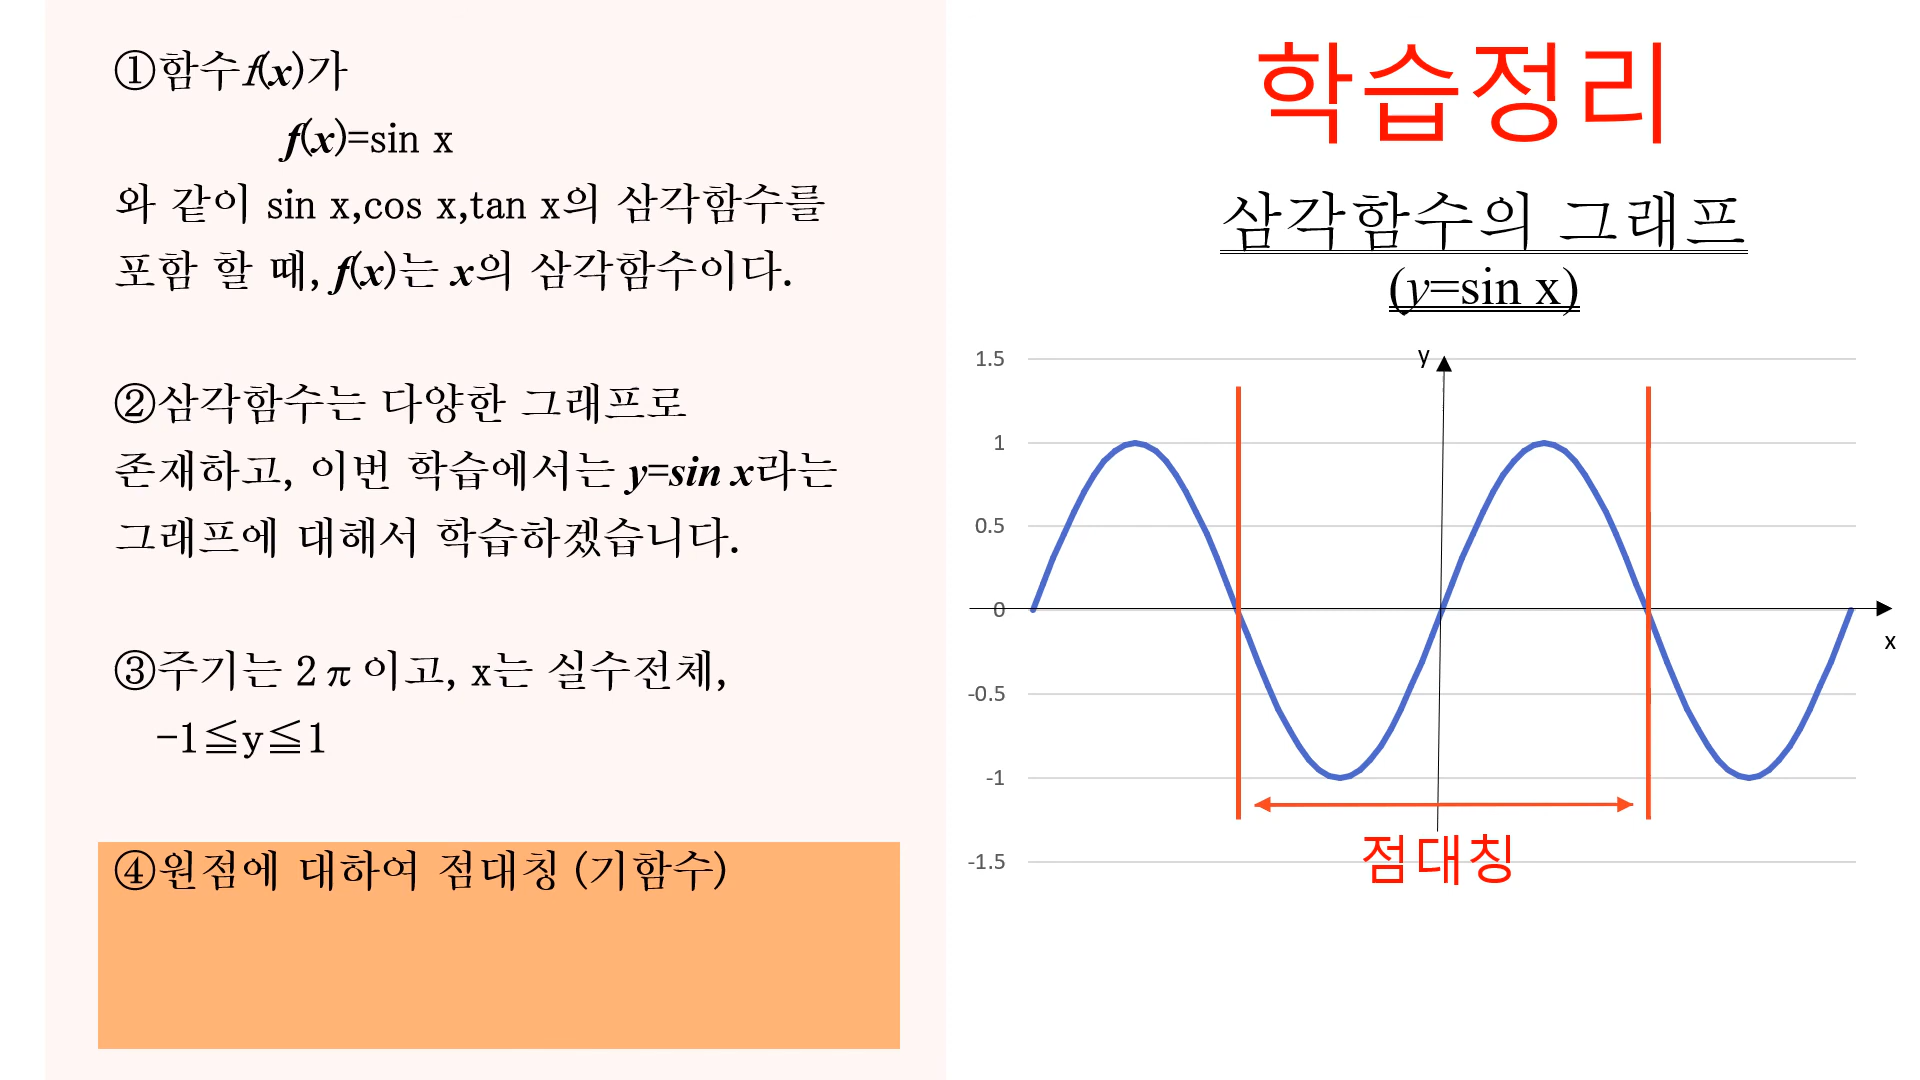 ①함수f(x)가
f(x)=sin x
와 같이 sin x,cos x,tan x의 삼각함수를
포함 할 때, f(x)는 x의 삼각함수이다.
②삼각함수는 다양한 그래프로
존재하고, 이번 학습에서는 y=sin x라는
그래프에 대해서 학습하겠습니다.
③주기는 2π이고, x는 실수전체,
-1≦y≦1
④원점에 대하여 점대칭(기함수)
학습정리
삼각함수의 그래프
(y=sin x)
y
1.5
1
0.5
0
x
-0.5
-1
-1.5
점대칭